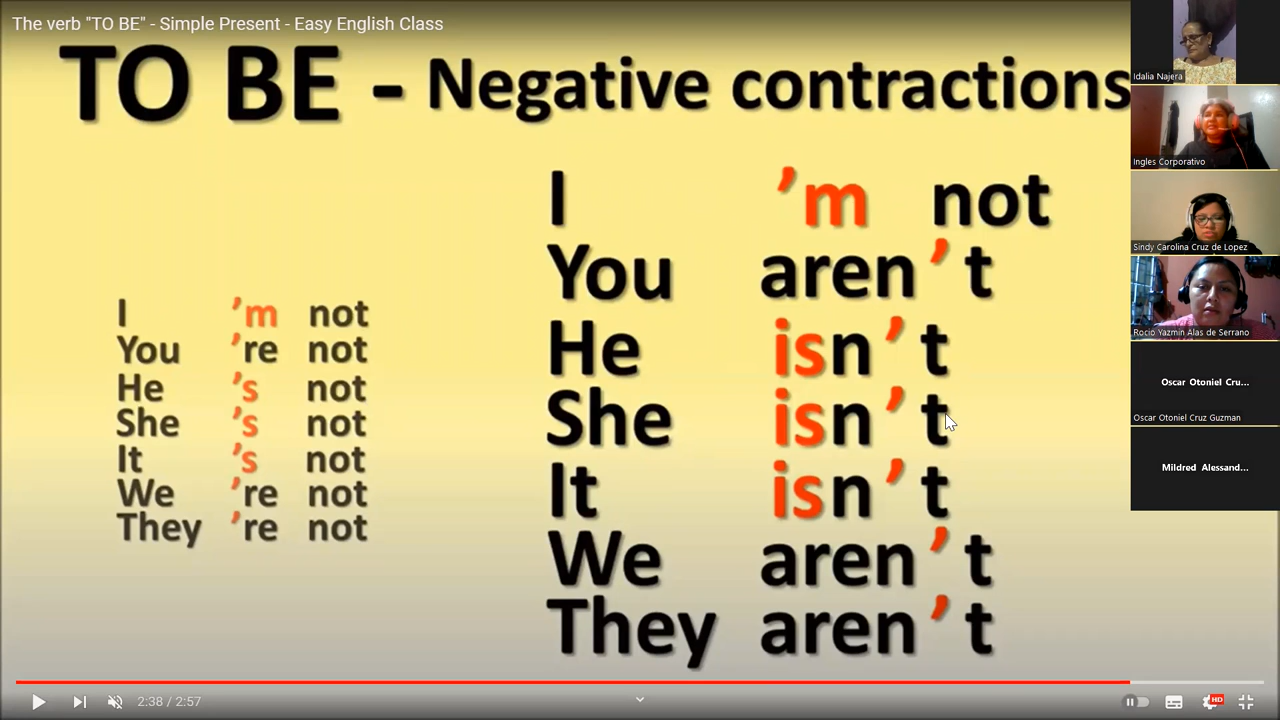 The verb "TO BE" - Simple Present - Easy English Class
TO BE - Negative contractions
I 'm not
You 're not
He 's not
She 's not
It 's not
We 're not
They 're not
I 'm not
You aren't
He isn't
She isn't
It isn't
We aren't
They aren't
Idalia Najera
Ingles Corporativo
Sindy Carolina Cruz de Lopez
Rocio Yazmin Alas de Serrano
Oscar Otoniel Cru...
Oscar Otoniel Cruz Guzman
Mildred Alessand...
2:38 / 2:57
HD